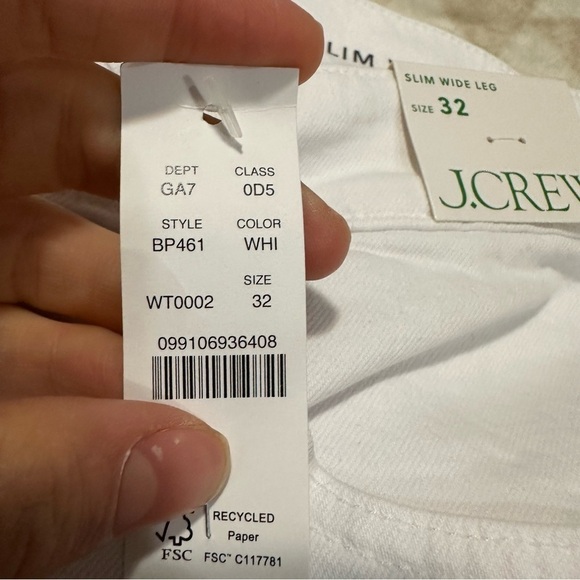 DEPT CLASS
GA7 0D5
STYLE COLOR
BP461 WHI
SIZE
WT0002 32
099106936408
RECYCLED
Paper
FSC FSC™ C117781
SLIM WIDE LEG
SIZE 32
J.CREW